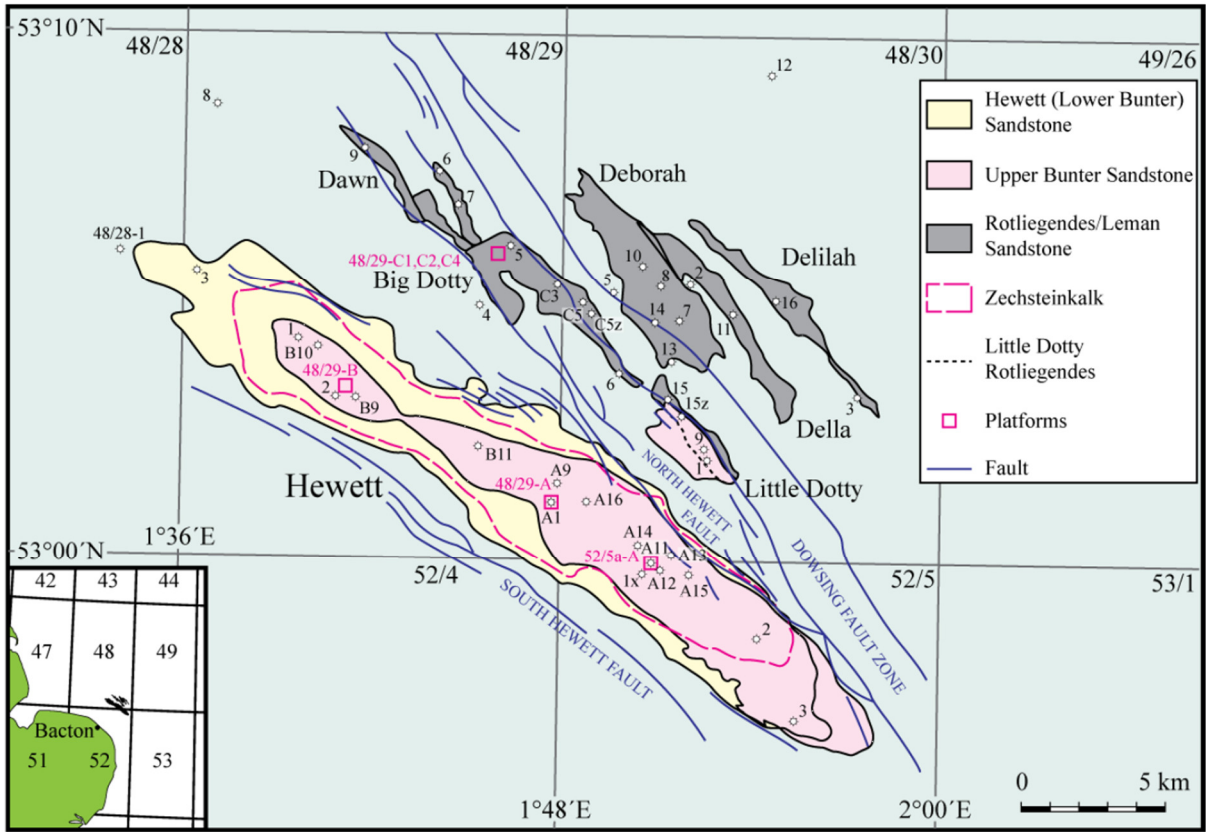 53°10´N
48/28
48/29
48/30
49/26
12
8
Hewett (Lower Bunter)
Sandstone
Upper Bunter Sandstone
Rotliegendes/Leman
Sandstone
Zechsteinkalk
Little Dotty
Rotliegendes
Platforms
Fault
9
6
Dawn
7
Deborah
48/28-1
3
48/29-C1,C2,C4
5
Big Dotty
4
C3
C5
C5z
6
10
5
8
2
14
7
11
13
Delilah
16
3
Della
15
15z
9
1
Little Dotty
1
B10
48/29-B
2
B9
Hewett
B11
A9
48/29-A
A1
A16
NORTH HEWETT
FAULT
A14
A11
A13
52/5a-A
1x
A12
A15
2
3
DOWSING FAULT ZONE
SOUTH HEWETT FAULT
1°36´E
53°00´N
52/4
52/5
53/1
42
43
44
47
48
49
Bacton
51
52
53
1°48´E
2°00´E
0
5 km